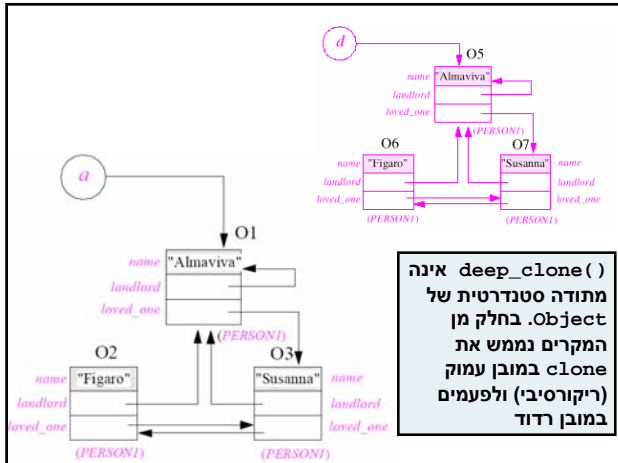 d
O5
name "Almaviva"
landlord
loved_one
(PERSON1)
O6 O7
name "Figaro" "Susanna" name
landlord landlord
loved_one loved_one
(PERSON1) (PERSON1)
a
O1
name "Almaviva"
landlord
loved_one
(PERSON1)
O2 O3
name "Figaro" "Susanna" name
landlord landlord
loved_one loved_one
(PERSON1) (PERSON1)
deep_clone() אינה
מתודה סטנדרטית של
Object. בחלק מן
המקרים נממש את
clone במובן עמוק
(ריקורסיבי) ולפעמים
במובן רדוד